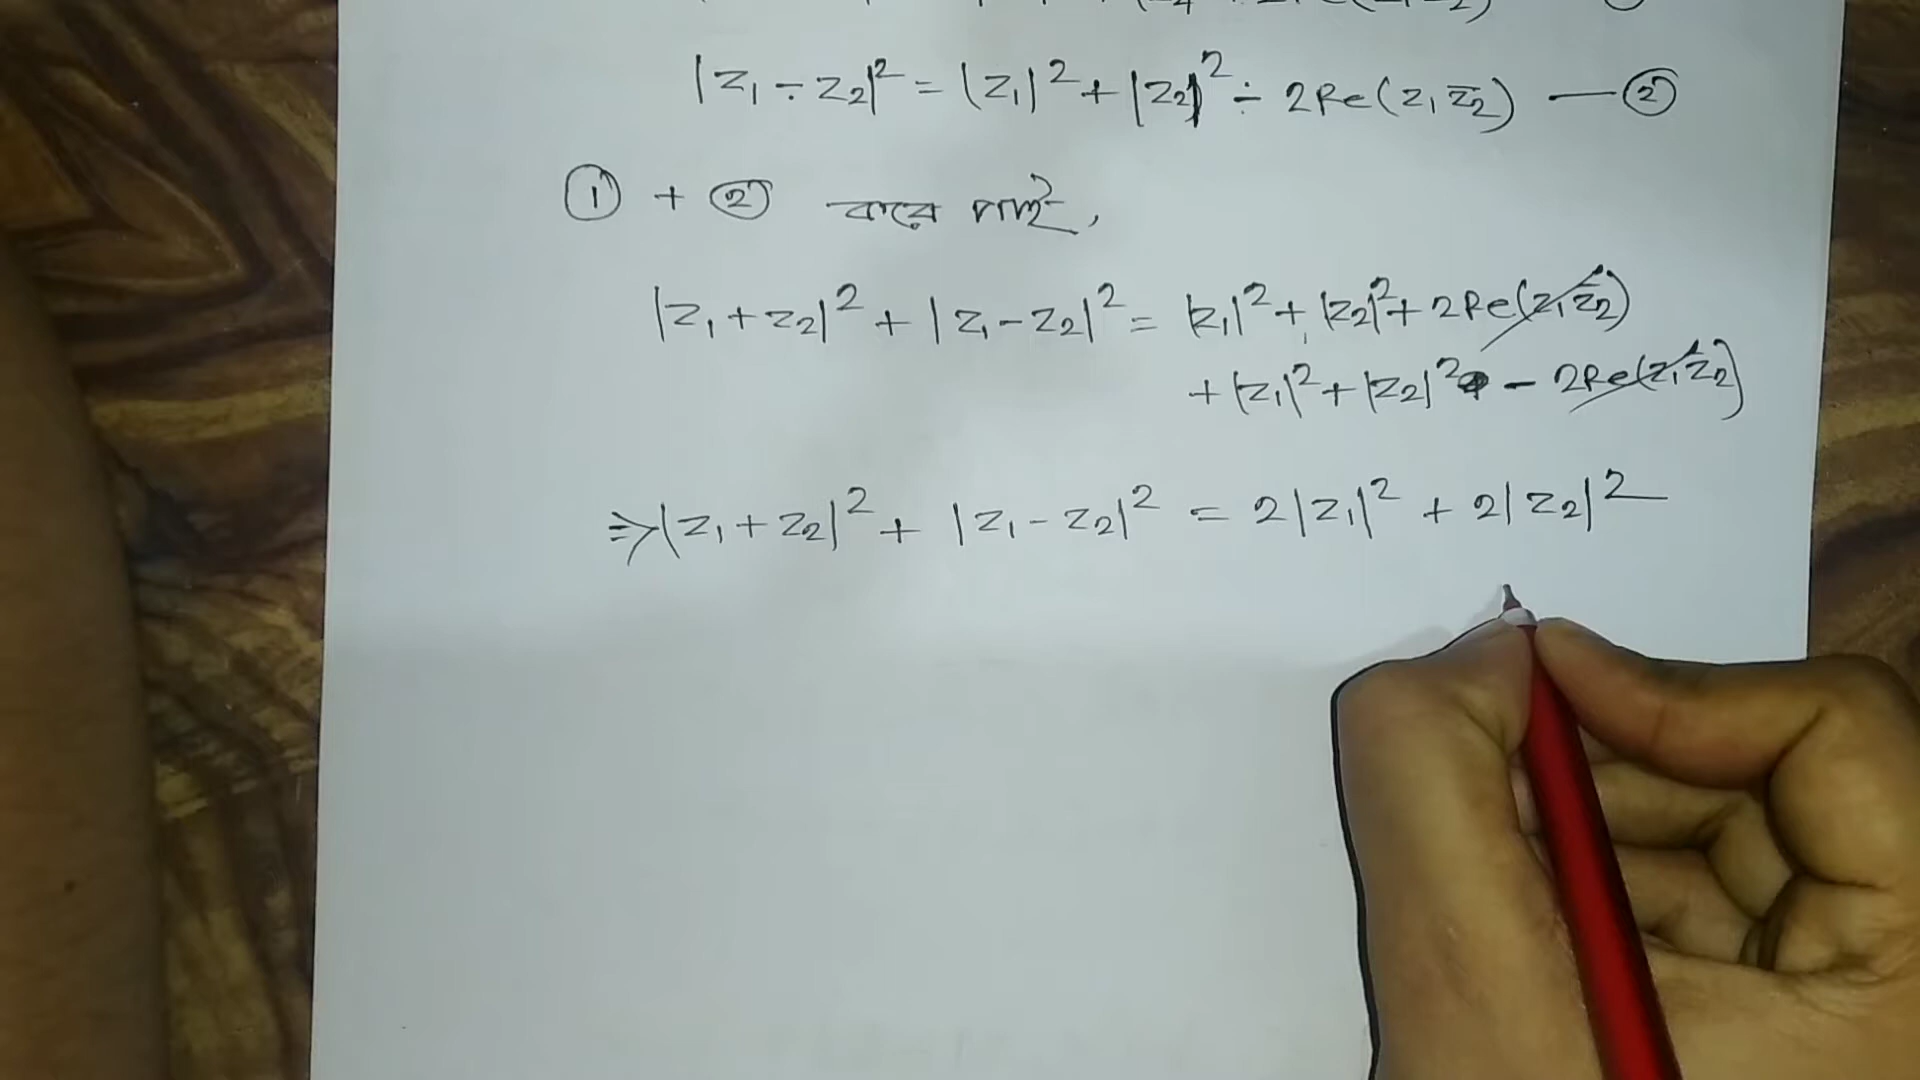 |z₁ ÷ z₂|² = |z₁|² + |z₂|² ÷ 2Re(z₁z̄₂) — ②
① + ② করে পাই,
|z₁ + z₂|² + |z₁ - z₂|² = |z₁|² + |z₂|² + 2Re(z₁z̄₂)
+ |z₁|² + |z₂|² - 2Re(z₁z̄₂)
⇒ |z₁ + z₂|² + |z₁ - z₂|² = 2|z₁|² + 2|z₂|²